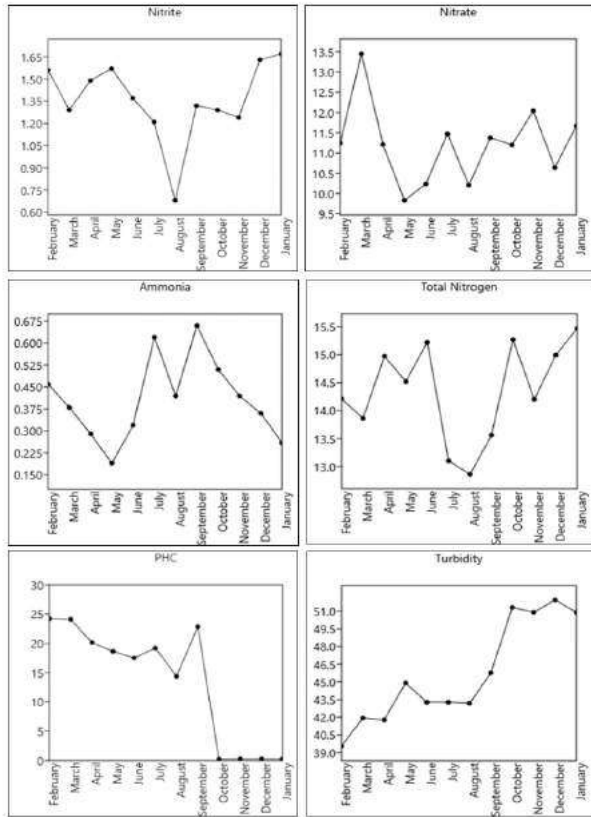 Nitrite
1.65
1.50
1.35
1.20
1.05
0.90
0.75
0.60
February
March
April
May
June
July
August
September
October
November
December
January
Nitrate
13.5
13.0
12.5
12.0
11.5
11.0
10.5
10.0
9.5
February
March
April
May
June
July
August
September
October
November
December
January
Ammonia
0.675
0.600
0.525
0.450
0.375
0.300
0.225
0.150
February
March
April
May
June
July
August
September
October
November
December
January
Total Nitrogen
15.5
15.0
14.5
14.0
13.5
13.0
February
March
April
May
June
July
August
September
October
November
December
January
PHC
30
25
20
15
10
5
0
February
March
April
May
June
July
August
September
October
November
December
January
Turbidity
51.0
49.5
48.0
46.5
45.0
43.5
42.0
40.5
39.0
February
March
April
May
June
July
August
September
October
November
December
January